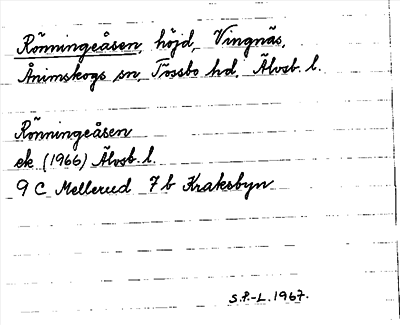 Rönningeåsen, höjd, Vingnäs,
Ånimskogs sn, Tössbo hd, Älvsb. l.
Rönningeåsen
ek (1966) Älvsb. l.
9 C Mellerud 7 b Kraksbyn
S.P.-L. 1967.